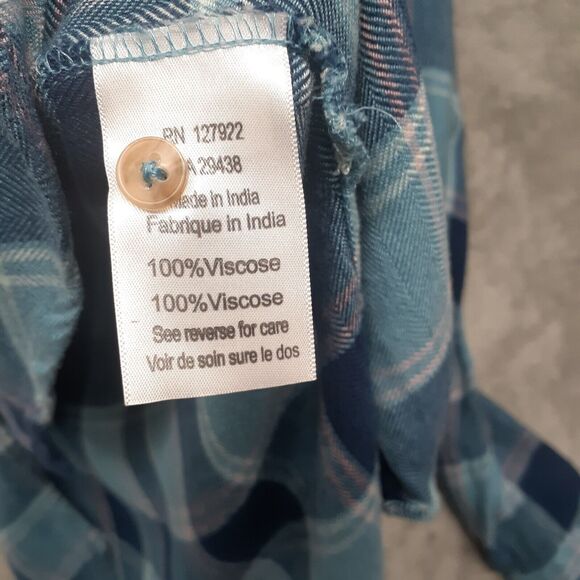 RN 127922
A 29438
Made in India
Fabrique in India
100%Viscose
100%Viscose
See reverse for care
Voir de soin sure le dos